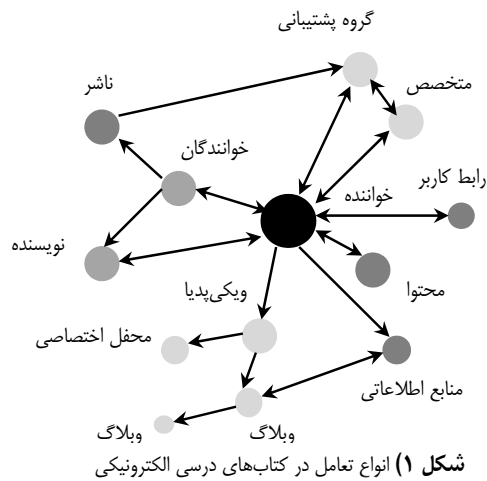 گروه پشتیبانی
متخصص
ناشر
خوانندگان
رابط کاربر
خواننده
نویسنده
محتوا
ویکی‌پدیا
محفل اختصاصی
منابع اطلاعاتی
وبلاگ
وبلاگ
شکل ۱) انواع تعامل در کتاب‌های درسی الکترونیکی